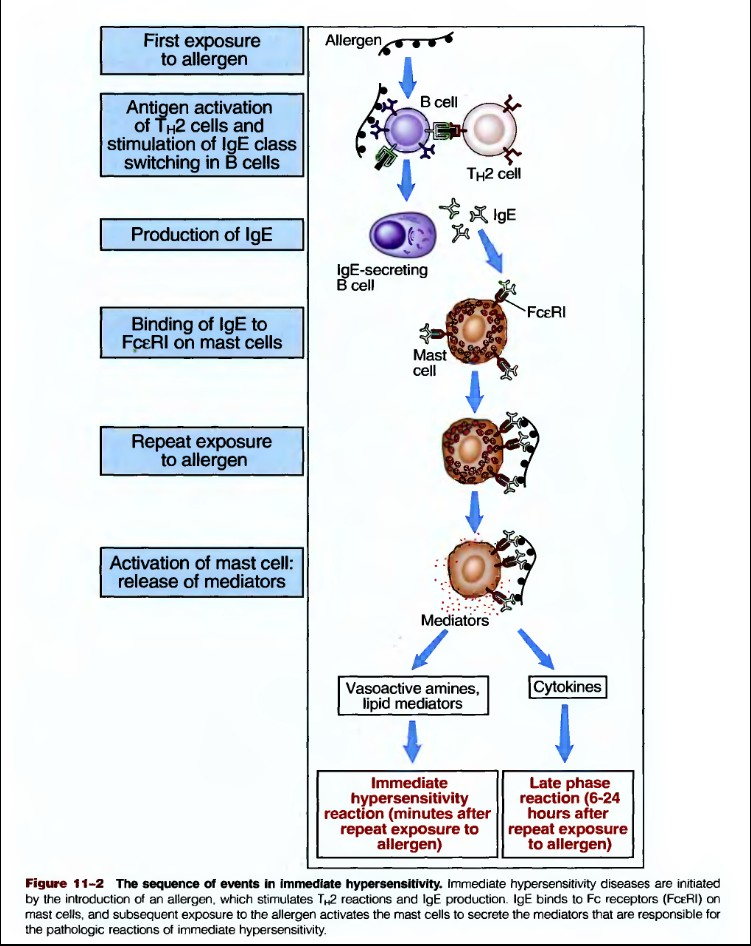 First exposure
to allergen
Allergen
Antigen activation
of TH2 cells and
stimulation of IgE class
switching in B cells
B cell
TH2 cell
Production of IgE
IgE
IgE-secreting
B cell
Binding of IgE to
FcεRI on mast cells
FcεRI
Mast
cell
Repeat exposure
to allergen
Activation of mast cell:
release of mediators
Mediators
Vasoactive amines,
lipid mediators
Cytokines
Immediate
hypersensitivity
reaction (minutes after
repeat exposure to
allergen)
Late phase
reaction (6-24
hours after
repeat exposure
to allergen)
Figure 11-2 The sequence of events in immediate hypersensitivity. Immediate hypersensitivity diseases are initiated
by the introduction of an allergen, which stimulates TH2 reactions and IgE production. IgE binds to Fc receptors (FcεRI) on
mast cells, and subsequent exposure to the allergen activates the mast cells to secrete the mediators that are responsible for
the pathologic reactions of immediate hypersensitivity.